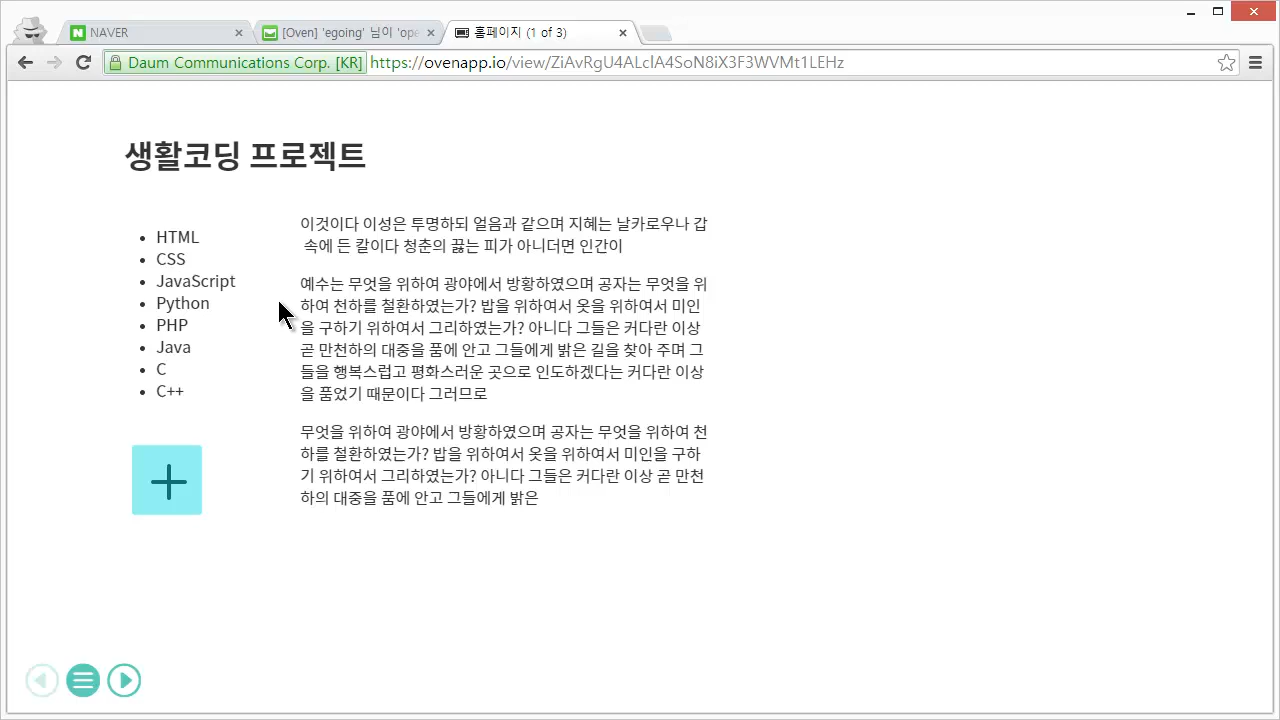 NAVER
[Oven] 'egoing' 님이 'ope
홈페이지 (1 of 3)
Daum Communications Corp. [KR]
https://ovenapp.io/view/ZiAvRgU4ALclA4SoN8iX3F3WVMt1LEHz
생활코딩 프로젝트
• HTML
• CSS
• JavaScript
• Python
• PHP
• Java
• C
• C++
이것이다 이성은 투명하되 얼음과 같으며 지혜는 날카로우나 갑
속에 든 칼이다 청춘의 끓는 피가 아니더면 인간이
예수는 무엇을 위하여 광야에서 방황하였으며 공자는 무엇을 위
하여 천하를 철환하였는가? 밥을 위하여서 옷을 위하여서 미인
을 구하기 위하여서 그리하였는가? 아니다 그들은 커다란 이상
곧 만천하의 대중을 품에 안고 그들에게 밝은 길을 찾아 주며 그
들을 행복스럽고 평화스러운 곳으로 인도하겠다는 커다란 이상
을 품었기 때문이다 그러므로
무엇을 위하여 광야에서 방황하였으며 공자는 무엇을 위하여 천
하를 철환하였는가? 밥을 위하여서 옷을 위하여서 미인을 구하
기 위하여서 그리하였는가? 아니다 그들은 커다란 이상 곧 만천
하의 대중을 품에 안고 그들에게 밝은